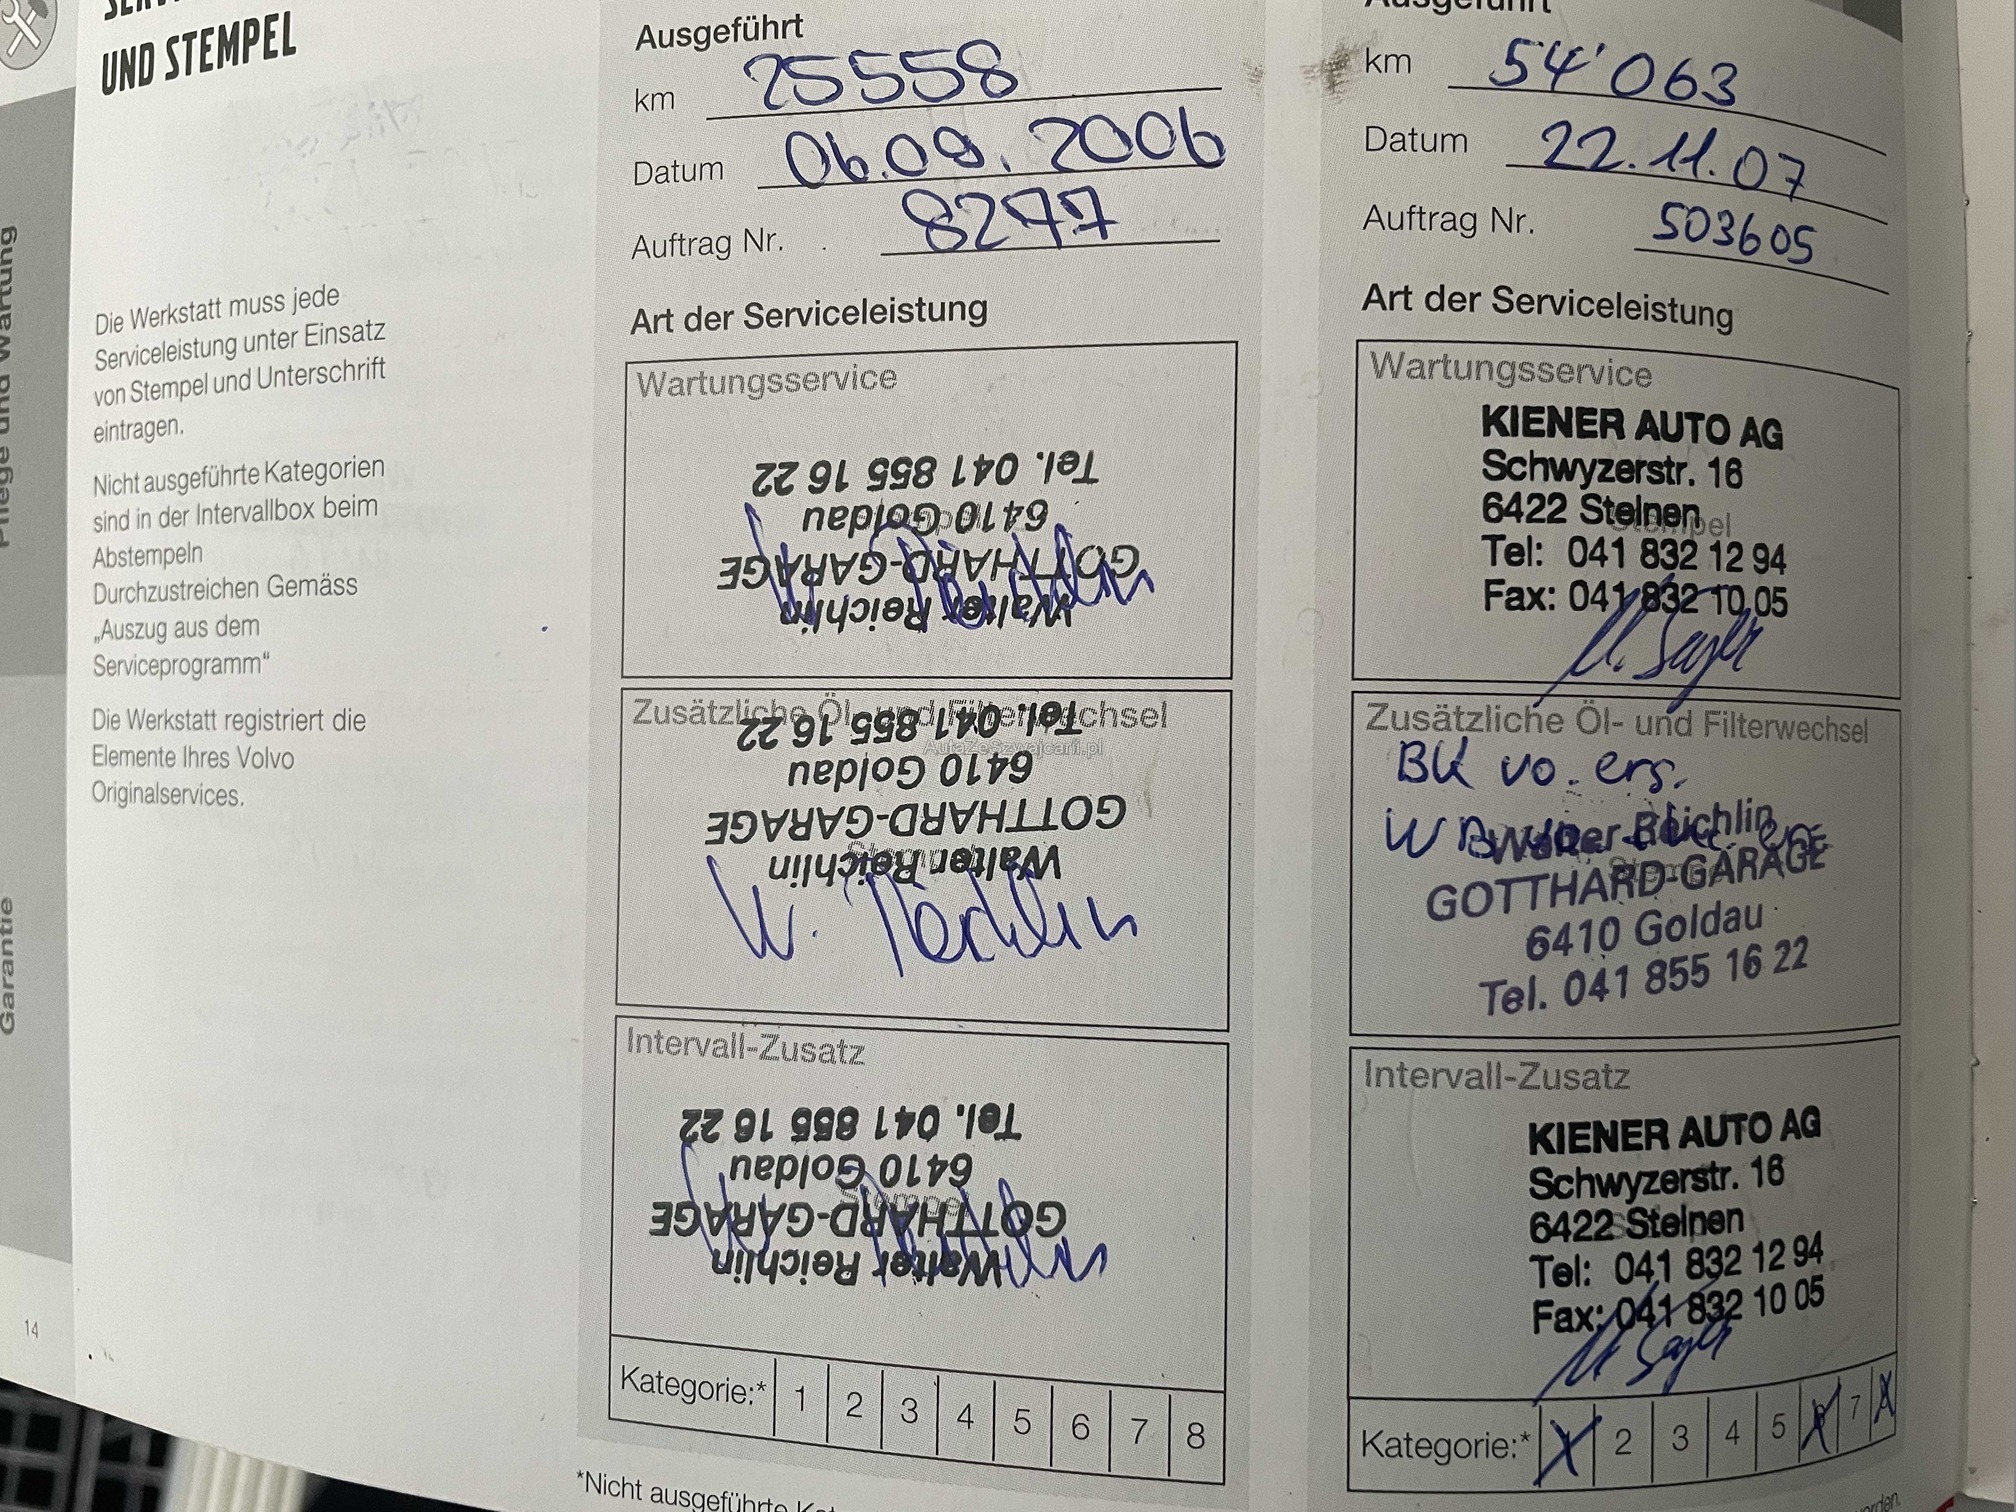 UND STEMPEL
Die Werkstatt muss jede
Serviceleistung unter Einsatz
von Stempel und Unterschrift
eintragen.
Nicht ausgeführte Kategorien
sind in der Intervallbox beim
Abstempeln
Durchzustreichen Gemäss
„Auszug aus dem
Serviceprogramm“
Die Werkstatt registriert die
Elemente Ihres Volvo
Originalservices.
Pflege und Wartung
Garantie
14
Ausgeführt
km 25558
Datum 06.09.2006
Auftrag Nr. 8277
Art der Serviceleistung
Wartungsservice
Walter Reichlin
GOTTHARD-GARAGE
6410 Goldau
Tel. 041 855 16 22
Zusätzliche Öl- und Filterwechsel
AutaZeSzwajcarii.pl
Walter Reichlin
GOTTHARD-GARAGE
6410 Goldau
Tel. 041 855 16 22
W. Reichlin
Intervall-Zusatz
Stempel
Walter Reichlin
GOTTHARD-GARAGE
6410 Goldau
Tel. 041 855 16 22
Kategorie:* 1 2 3 4 5 6 7 8
*Nicht ausgeführte
Ausgeführt
km 54'063
Datum 22.11.07
Auftrag Nr. 503605
Art der Serviceleistung
Wartungsservice
KIENER AUTO AG
Schwyzerstr. 16
6422 Steinen
Stempel
Tel: 041 832 12 94
Fax: 041 832 10 05
Zusätzliche Öl- und Filterwechsel
BK vo. ers.
Walter Reichlin
GOTTHARD-GARAGE
6410 Goldau
Tel. 041 855 16 22
Intervall-Zusatz
KIENER AUTO AG
Schwyzerstr. 16
6422 Steinen
Tel: 041 832 12 94
Fax: 041 832 10 05
Kategorie:* 2 3 4 5 7